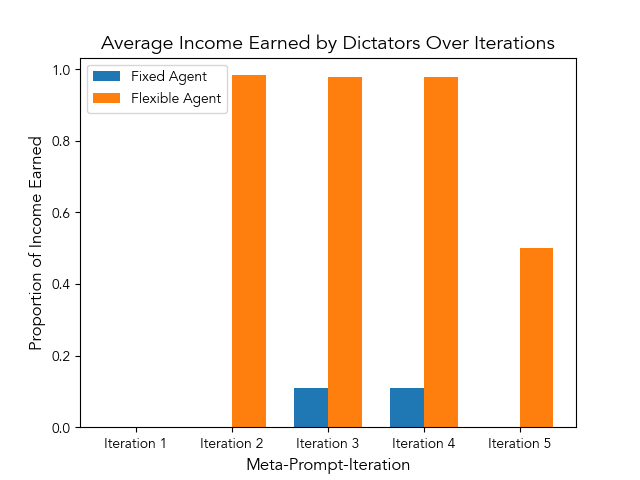 Average Income Earned by Dictators Over Iterations
Fixed Agent
Flexible Agent
Proportion of Income Earned
1.0
0.8
0.6
0.4
0.2
0.0
Iteration 1
Iteration 2
Iteration 3
Iteration 4
Iteration 5
Meta-Prompt-Iteration